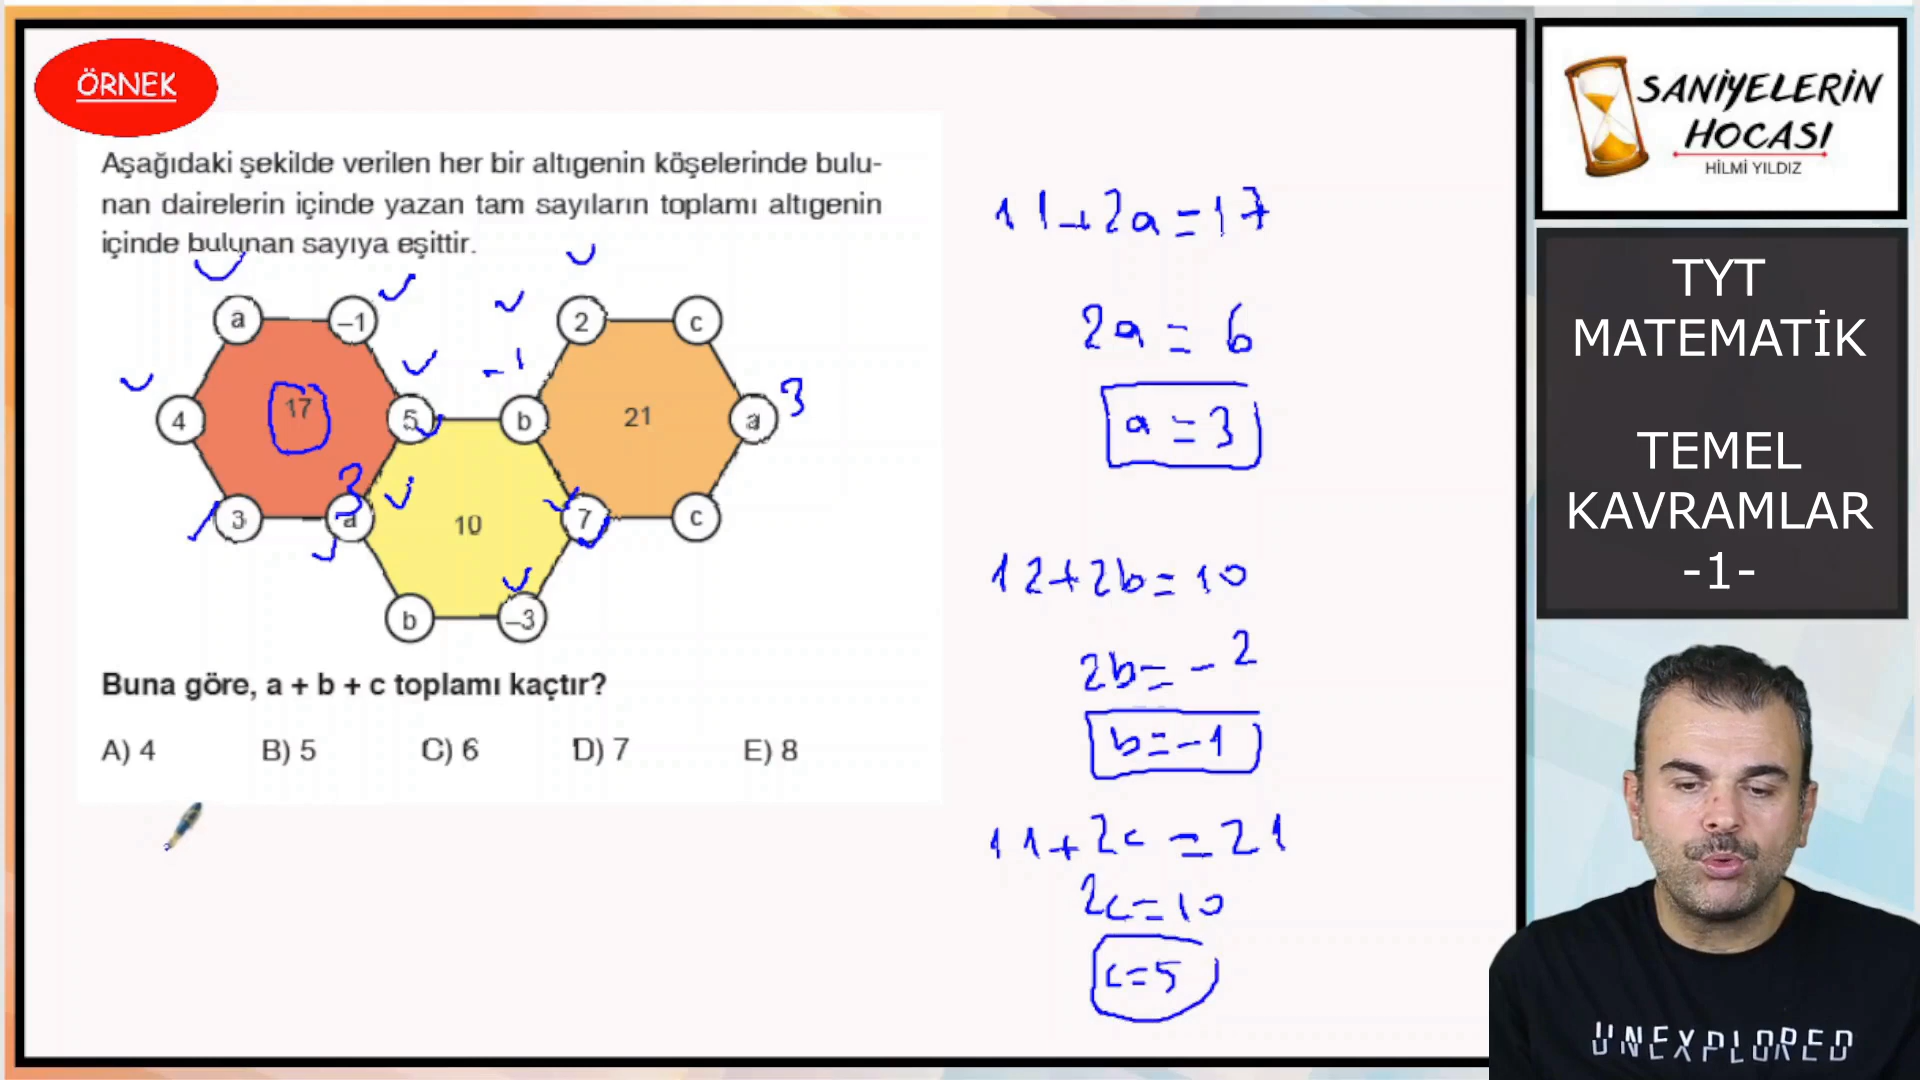 ÖRNEK
Aşağıdaki şekilde verilen her bir altıgenin köşelerinde bulu-
nan dairelerin içinde yazan tam sayıların toplamı altıgenin
içinde bulunan sayıya eşittir.
a
-1
2
c
4
17
5
-1
b
21
a
3
3
3
a
10
7
c
b
-3
Buna göre, a + b + c toplamı kaçtır?
A) 4 B) 5 C) 6 D) 7 E) 8
11+2a=17
2a = 6
a = 3
12+2b=10
2b=-2
b=-1
11+2c=21
2c=10
c=5
SANİYELERİN
HOCASI
HİLMİ YILDIZ
TYT
MATEMATİK
TEMEL
KAVRAMLAR
-1-
UNEXPLORED